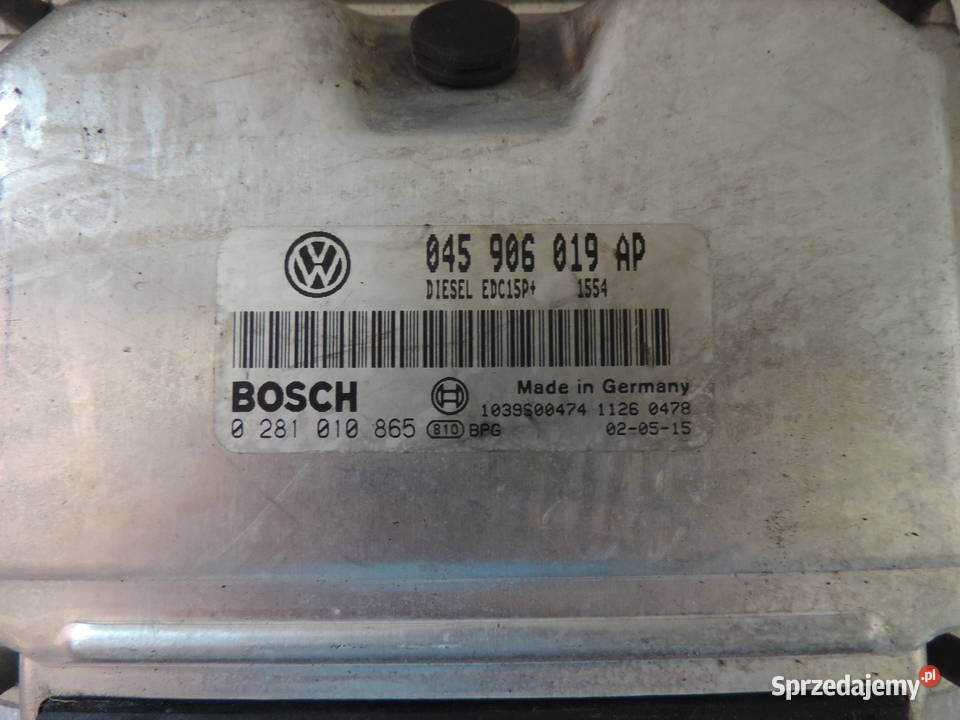 045 906 019 AP
DIESEL EDC15P+ 1554
BOSCH
Made in Germany
1039S00474 1126 0478
0 281 010 865 810 BPG 02-05-15
Sprzedajemy.pl